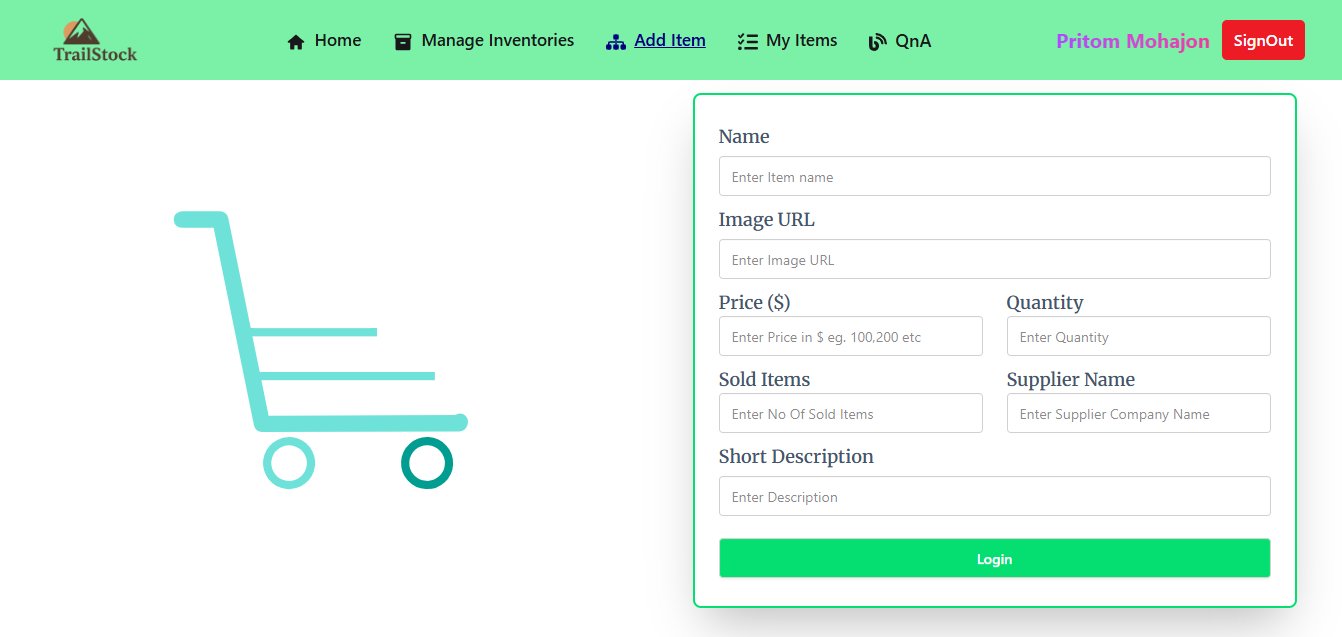 TrailStock
Home Manage Inventories Add Item My Items QnA Pritom Mohajon SignOut
Name
Enter Item name
Image URL
Enter Image URL
Price ($) Quantity
Enter Price in $ eg. 100,200 etc Enter Quantity
Sold Items Supplier Name
Enter No Of Sold Items Enter Supplier Company Name
Short Description
Enter Description
Login